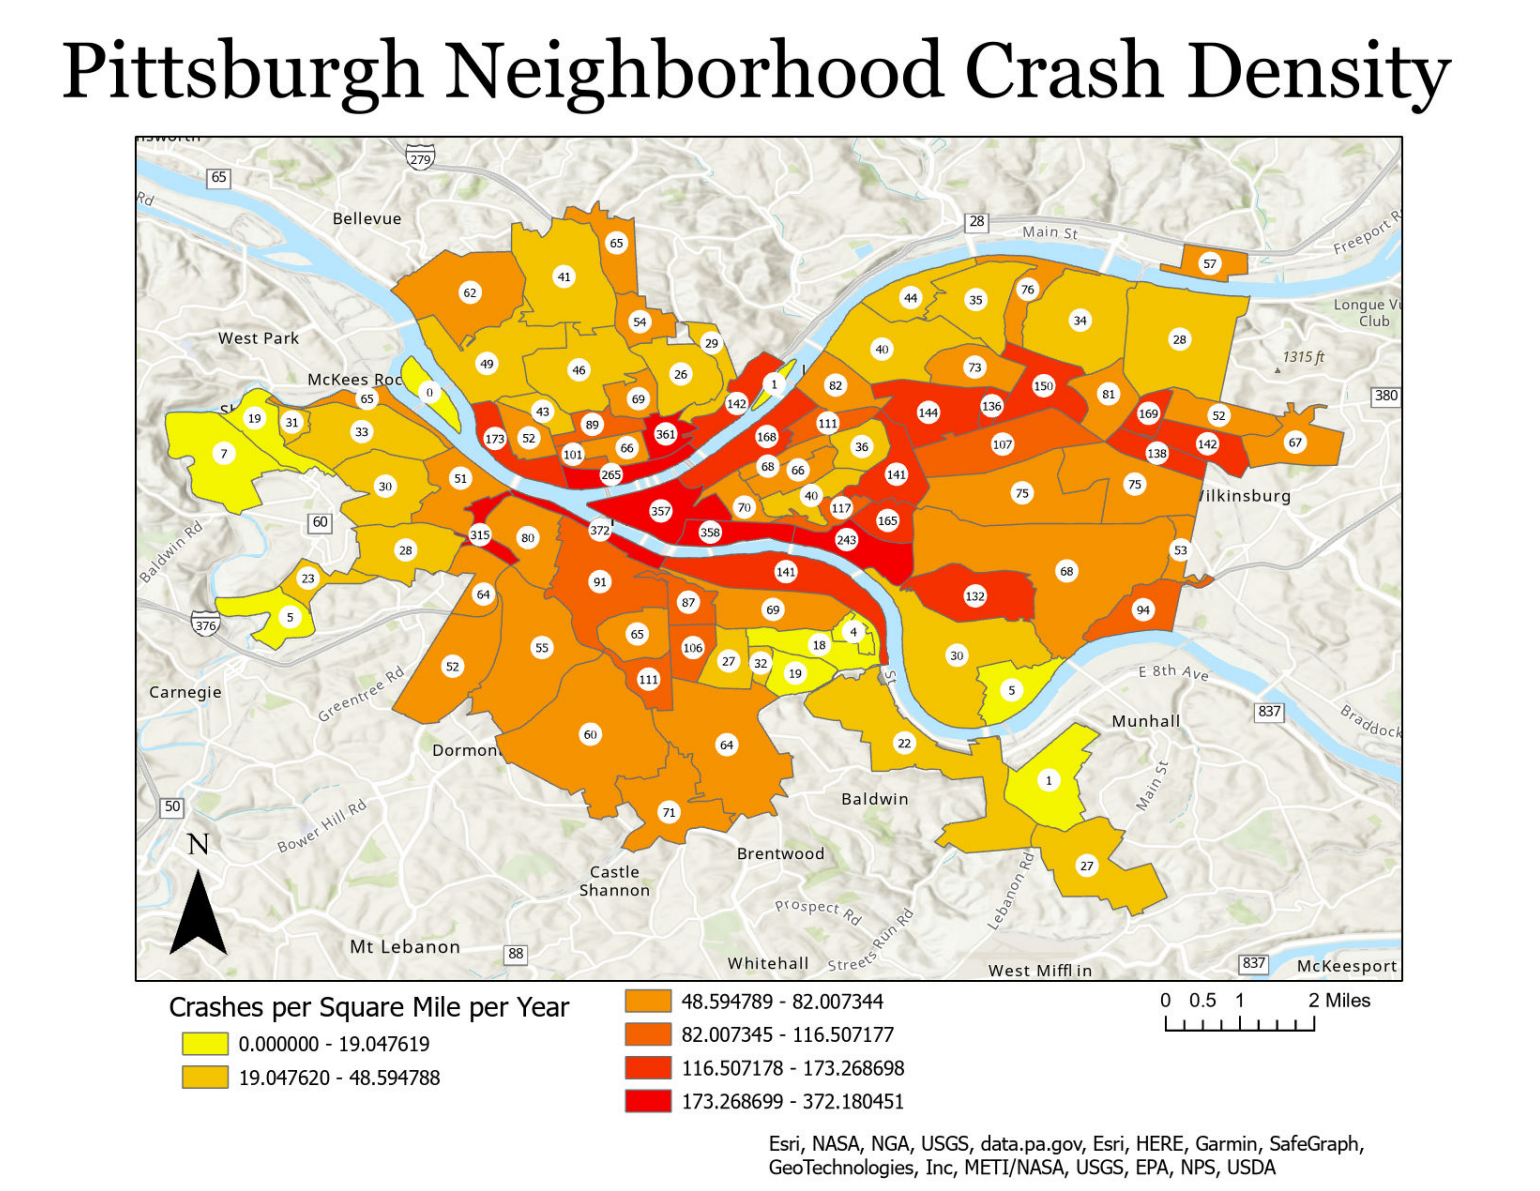 Pittsburgh Neighborhood Crash Density
279
65
Rd
Bellevue
28
Main St
65
57
41
62
Freeport R
44
35
76
Longue Vu
Club
54
34
West Park
29
28
40
1315 ft
49
46
26
73
McKees Roc
0
1
82
150
81
380
65
69
142
144
136
19
31
43
89
111
169
52
33
173
52
361
168
107
142
67
7
101
66
36
138
265
68
66
141
30
51
40
75
75
Wilkinsburg
70
117
357
60
165
315
80
372
358
243
28
53
Baldwin Rd
23
91
141
68
64
132
5
87
69
94
376
65
4
55
106
18
30
52
27
32
19
E 8th Ave
111
St
5
Carnegie
Greentree Rd
837
Munhall
Braddock
60
64
22
Dormon
1
Main St
Baldwin
50
71
Bower Hill Rd
N
Brentwood
27
Castle
Shannon
Lebanon Rd
Prospect Rd
Streets Run Rd
Mt Lebanon
88
Whitehall
West Mifflin
837
McKeesport
Crashes per Square Mile per Year
0.000000 - 19.047619
19.047620 - 48.594788
48.594789 - 82.007344
82.007345 - 116.507177
116.507178 - 173.268698
173.268699 - 372.180451
0 0.5 1 2 Miles
Esri, NASA, NGA, USGS, data.pa.gov, Esri, HERE, Garmin, SafeGraph,
GeoTechnologies, Inc, METI/NASA, USGS, EPA, NPS, USDA